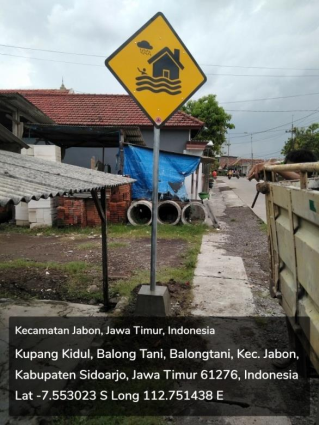 Kecamatan Jabon, Jawa Timur, Indonesia
Kupang Kidul, Balong Tani, Balongtani, Kec. Jabon,
Kabupaten Sidoarjo, Jawa Timur 61276, Indonesia
Lat -7.553023 S Long 112.751438 E